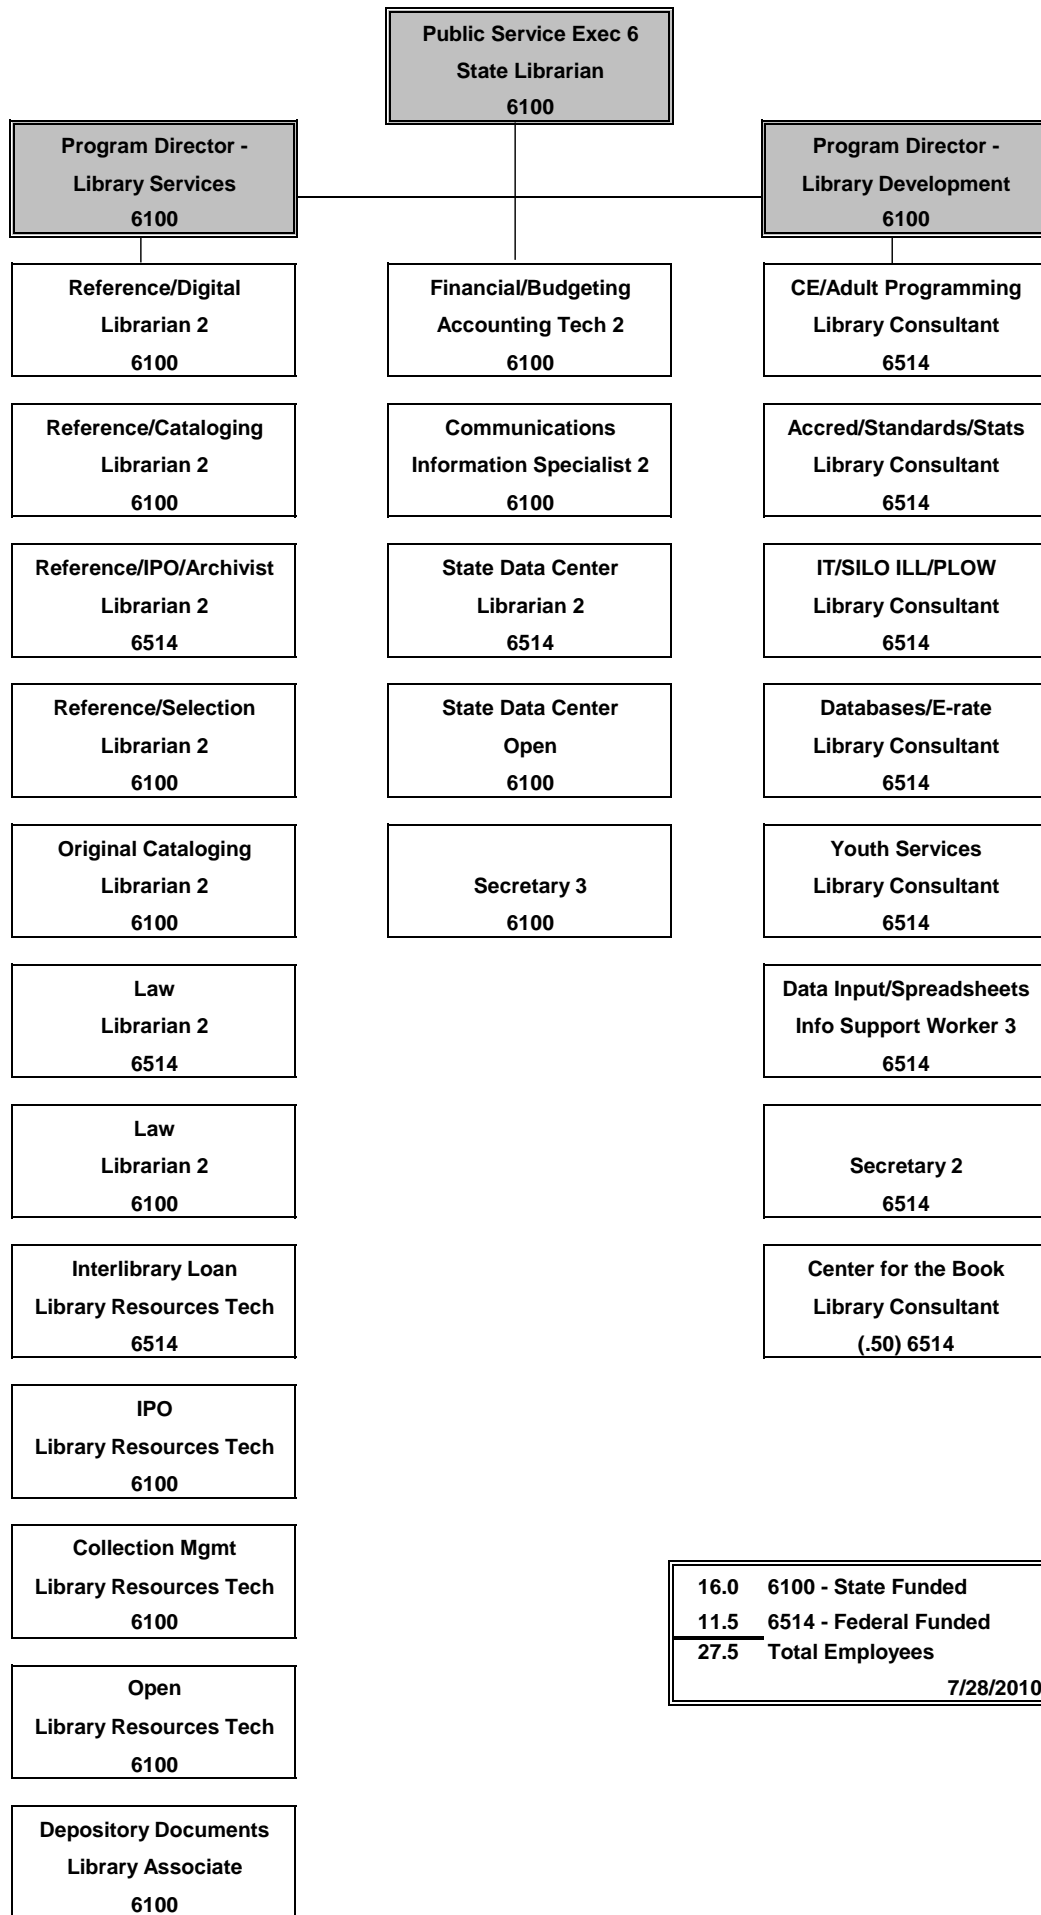 Public Service Exec 6
State Librarian
6100
Program Director -
Library Services
6100
Program Director -
Library Development
6100
Reference/Digital
Librarian 2
6100
Reference/Cataloging
Librarian 2
6100
Reference/IPO/Archivist
Librarian 2
6514
Reference/Selection
Librarian 2
6100
Original Cataloging
Librarian 2
6100
Law
Librarian 2
6514
Law
Librarian 2
6100
Interlibrary Loan
Library Resources Tech
6514
IPO
Library Resources Tech
6100
Collection Mgmt
Library Resources Tech
6100
Open
Library Resources Tech
6100
Depository Documents
Library Associate
6100
Financial/Budgeting
Accounting Tech 2
6100
Communications
Information Specialist 2
6100
State Data Center
Librarian 2
6514
State Data Center
Open
6100
Secretary 3
6100
CE/Adult Programming
Library Consultant
6514
Accred/Standards/Stats
Library Consultant
6514
IT/SILO ILL/PLOW
Library Consultant
6514
Databases/E-rate
Library Consultant
6514
Youth Services
Library Consultant
6514
Data Input/Spreadsheets
Info Support Worker 3
6514
Secretary 2
6514
Center for the Book
Library Consultant
(.50) 6514
16.0 6100 - State Funded
11.5 6514 - Federal Funded
27.5 Total Employees
7/28/2010